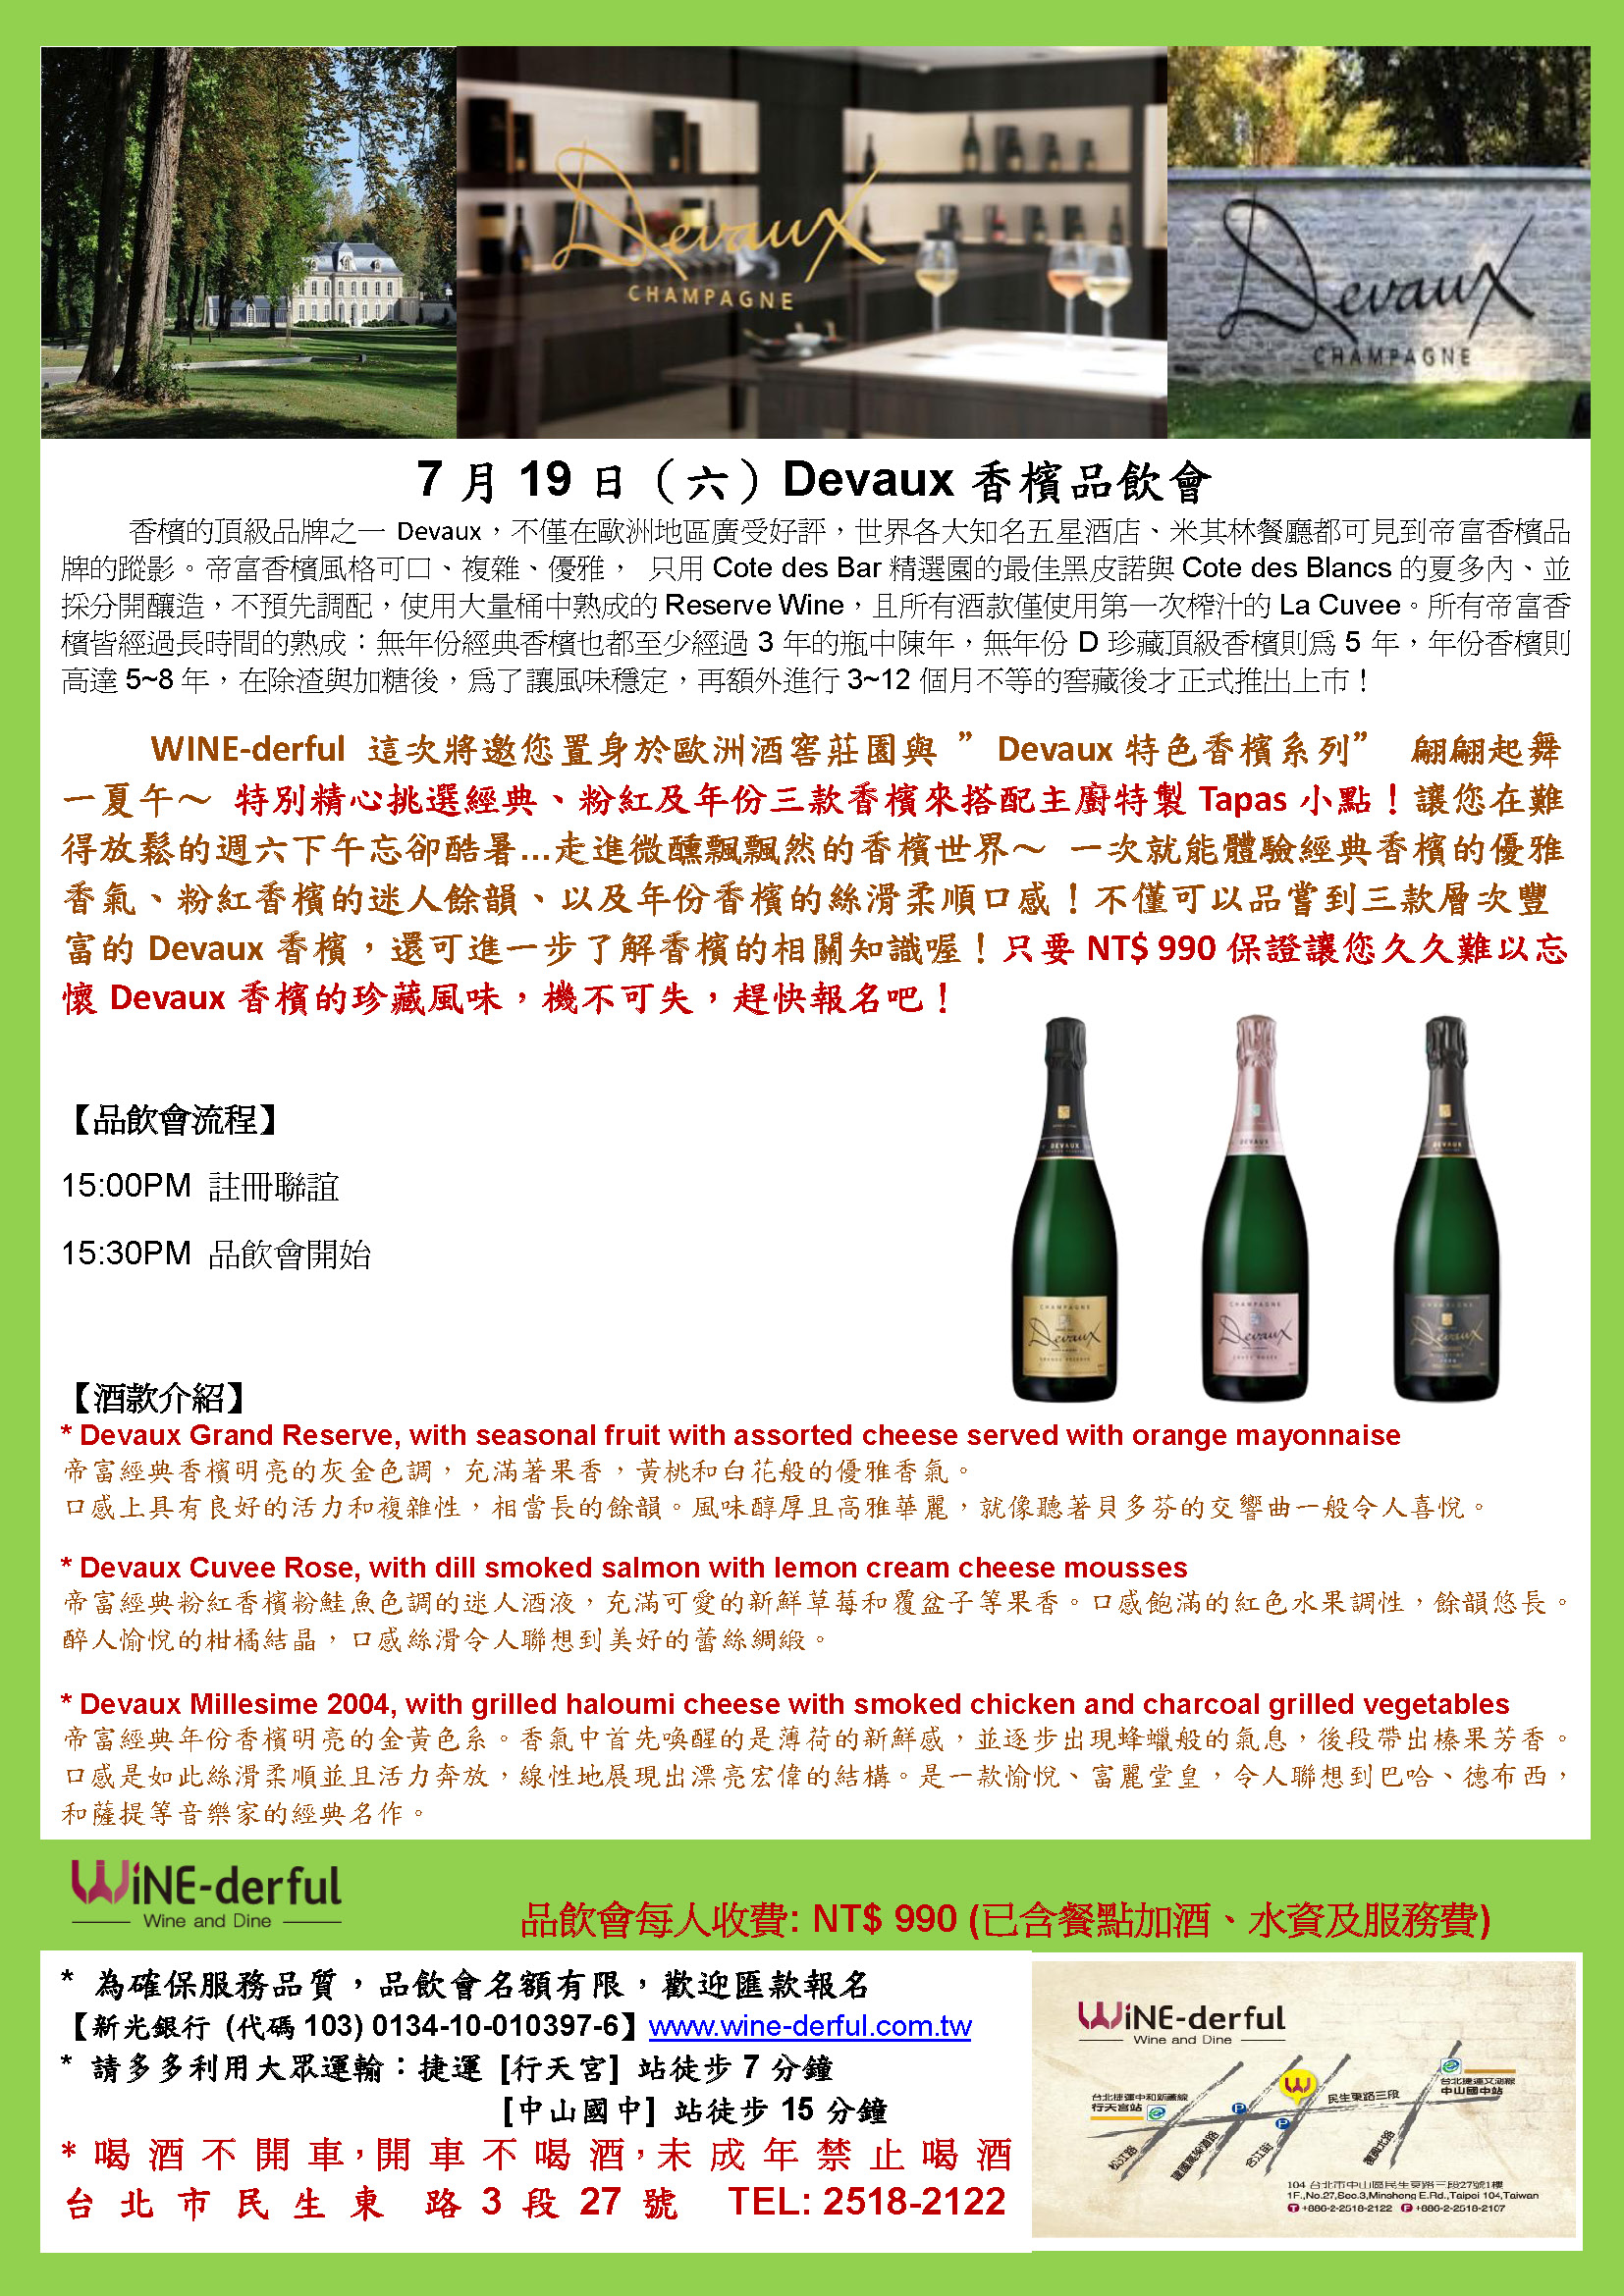 Devaux
CHAMPAGNE
Devaux
CHAMPAGNE
7 月 19 日（六）Devaux 香檳品飲會
香檳的頂級品牌之一 Devaux，不僅在歐洲地區廣受好評，世界各大知名五星酒店、米其林餐廳都可見到帝富香檳品
牌的蹤影。帝富香檳風格可口、複雜、優雅， 只用 Cote des Bar 精選園的最佳黑皮諾與 Cote des Blancs 的夏多內、並
採分開釀造，不預先調配，使用大量桶中熟成的 Reserve Wine，且所有酒款僅使用第一次榨汁的 La Cuvee。所有帝富香
檳皆經過長時間的熟成：無年份經典香檳也都至少經過 3 年的瓶中陳年，無年份 D 珍藏頂級香檳則為 5 年，年份香檳則
高達 5~8 年，在除渣與加糖後，為了讓風味穩定，再額外進行 3~12 個月不等的窖藏後才正式推出上市！
WINE-derful 這次將邀您置身於歐洲酒窖莊園與 ”Devaux 特色香檳系列” 翩翩起舞
一夏午～ 特別精心挑選經典、粉紅及年份三款香檳來搭配主廚特製 Tapas 小點！讓您在難
得放鬆的週六下午忘卻酷暑…走進微醺飄飄然的香檳世界～ 一次就能體驗經典香檳的優雅
香氣、粉紅香檳的迷人餘韻、以及年份香檳的絲滑柔順口感！不僅可以品嘗到三款層次豐
富的 Devaux 香檳，還可進一步了解香檳的相關知識喔！只要 NT$ 990 保證讓您久久難以忘
懷 Devaux 香檳的珍藏風味，機不可失，趕快報名吧！
【品飲會流程】
15:00PM 註冊聯誼
15:30PM 品飲會開始
DEVAUX DEVAUX DEVAUX
CHAMPAGNE CHAMPAGNE CHAMPAGNE
Devaux Devaux Devaux
【酒款介紹】
* Devaux Grand Reserve, with seasonal fruit with assorted cheese served with orange mayonnaise
帝富經典香檳明亮的灰金色調，充滿著果香，黃桃和白花般的優雅香氣。
口感上具有良好的活力和複雜性，相當長的餘韻。風味醇厚且高雅華麗，就像聽著貝多芬的交響曲一般令人喜悅。
* Devaux Cuvee Rose, with dill smoked salmon with lemon cream cheese mousses
帝富經典粉紅香檳粉鮭魚色調的迷人酒液，充滿可愛的新鮮草莓和覆盆子等果香。口感飽滿的紅色水果調性，餘韻悠長。
醉人愉悅的柑橘結晶，口感絲滑令人聯想到美好的蕾絲綢緞。
* Devaux Millesime 2004, with grilled haloumi cheese with smoked chicken and charcoal grilled vegetables
帝富經典年份香檳明亮的金黃色系。香氣中首先喚醒的是薄荷的新鮮感，並逐步出現蜂蠟般的氣息，後段帶出榛果芳香。
口感是如此絲滑柔順並且活力奔放，線性地展現出漂亮宏偉的結構。是一款愉悅、富麗堂皇，令人聯想到巴哈、德布西，
和薩提等音樂家的經典名作。
WiNE-derful
Wine and Dine
品飲會每人收費: NT$ 990 (已含餐點加酒、水資及服務費)
* 為確保服務品質，品飲會名額有限，歡迎匯款報名
【新光銀行 (代碼 103) 0134-10-010397-6】www.wine-derful.com.tw
* 請多多利用大眾運輸：捷運 [行天宮] 站徒步 7 分鐘
[中山國中] 站徒步 15 分鐘
* 喝酒不開車，開車不喝酒，未成年禁止喝酒
台北市民生東 路 3 段 27 號 TEL: 2518-2122
WiNE-derful
Wine and Dine
台北捷運中和新蘆線
行天宮站
台北捷運文湖線
中山國中站
民生東路三段
松江路
建國高架道路
合江街
復興北路
104 台北市中山區民生東路三段27號1樓
1F.,No.27,Sec.3,Minsheng E.Rd.,Taipei 104,Taiwan
T +886-2-2518-2122 F +886-2-2518-2107